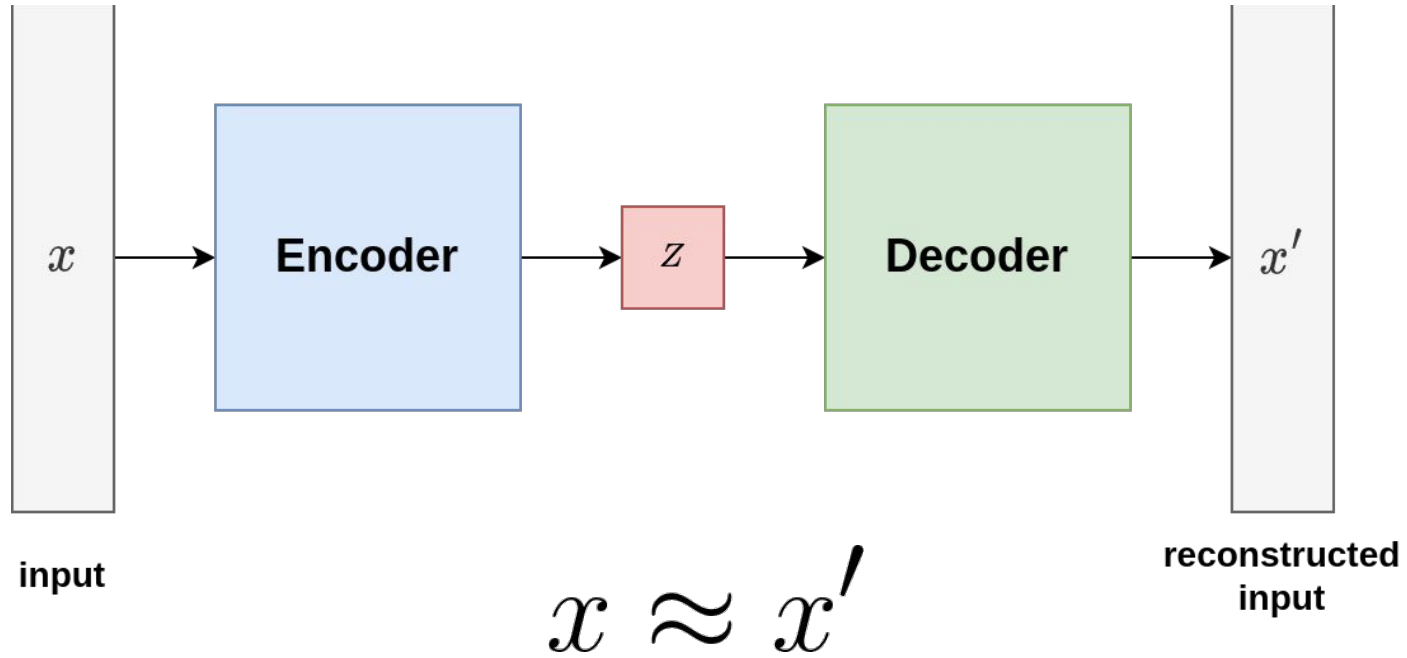 x
Encoder
z
Decoder
x′
input
reconstructed
input
x ≈ x′